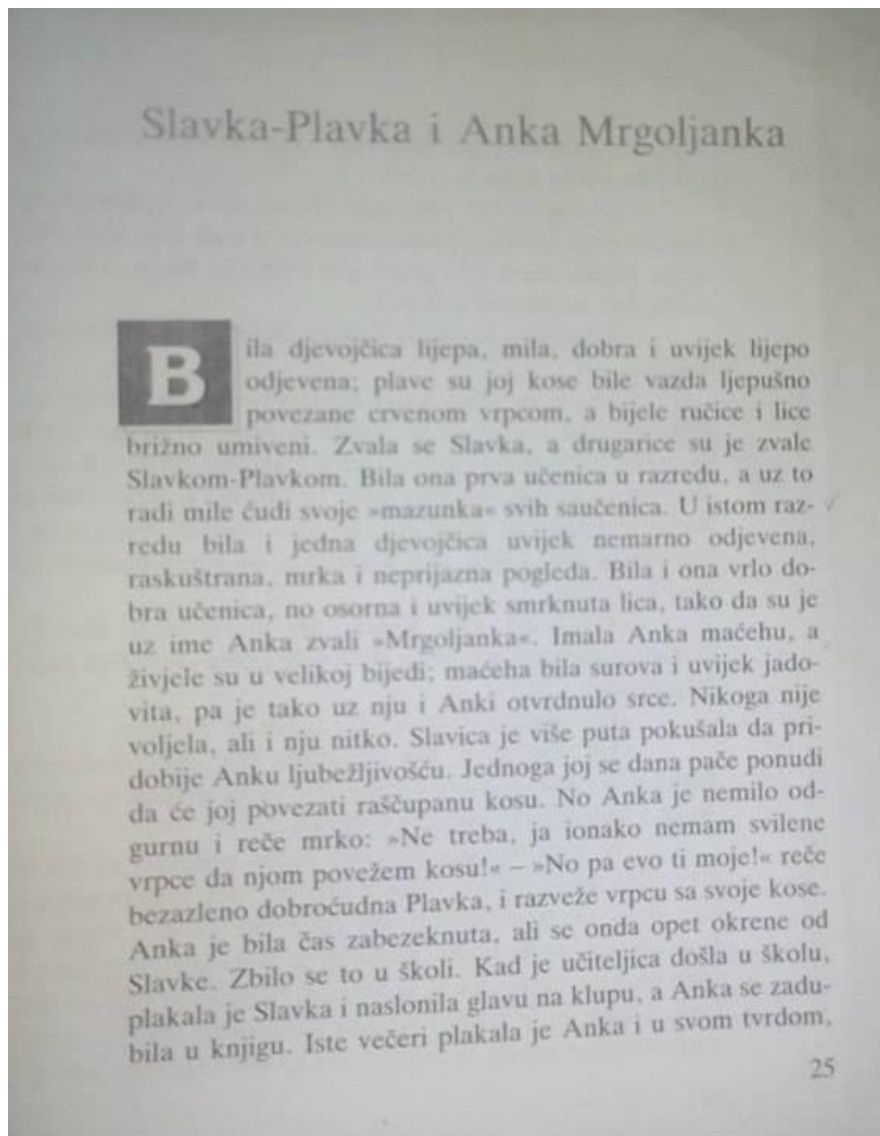 Slavka-Plavka i Anka Mrgoljanka
Bila djevojčica lijepa, mila, dobra i uvijek lijepo
odjevena; plave su joj kose bile vazda ljepušno
povezane crvenom vrpcom, a bijele ručice i lice
brižno umiveni. Zvala se Slavka, a drugarice su je zvale
Slavkom-Plavkom. Bila ona prva učenica u razredu, a uz to
radi mile ćudi svoje »mazunka« svih saučenica. U istom raz-
redu bila i jedna djevojčica uvijek nemarno odjevena,
raskuštrana, mrka i neprijazna pogleda. Bila i ona vrlo do-
bra učenica, no osorna i uvijek smrknuta lica, tako da su je
uz ime Anka zvali »Mrgoljanka«. Imala Anka maćehu, a
živjele su u velikoj bijedi; maćeha bila surova i uvijek jado-
vita, pa je tako uz nju i Anki otvrdnulo srce. Nikoga nije
voljela, ali i nju nitko. Slavica je više puta pokušala da pri-
dobije Anku ljubežljivošću. Jednoga joj se dana pače ponudi
da će joj povezati raščupanu kosu. No Anka je nemilo od-
gurnu i reče mrko: »Ne treba, ja ionako nemam svilene
vrpce da njom povežem kosu!« – »No pa evo ti moje!« reče
bezazleno dobroćudna Plavka, i razveže vrpcu sa svoje kose.
Anka je bila čas zabezeknuta, ali se onda opet okrene od
Slavke. Zbilo se to u školi. Kad je učiteljica došla u školu,
plakala je Slavka i naslonila glavu na klupu, a Anka se zadu-
bila u knjigu. Iste večeri plakala je Anka i u svom tvrdom,
25